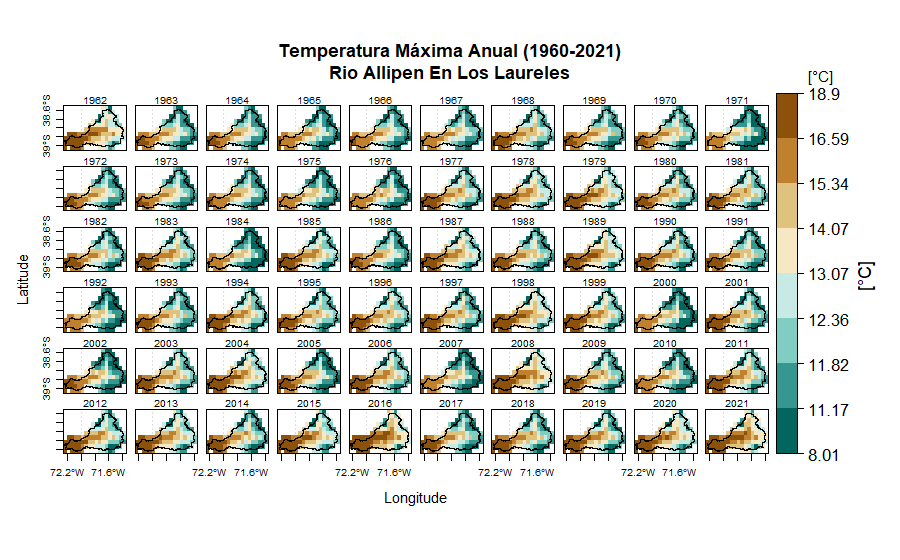 Temperatura Máxima Anual (1960-2021)
Rio Allipen En Los Laureles
[°C]
1962 1963 1964 1965 1966 1967 1968 1969 1970 1971
1972 1973 1974 1975 1976 1977 1978 1979 1980 1981
1982 1983 1984 1985 1986 1987 1988 1989 1990 1991
1992 1993 1994 1995 1996 1997 1998 1999 2000 2001
2002 2003 2004 2005 2006 2007 2008 2009 2010 2011
2012 2013 2014 2015 2016 2017 2018 2019 2020 2021
38.6°S
39°S
38.6°S
39°S
38.6°S
39°S
Latitude
72.2°W 71.6°W 72.2°W 71.6°W 72.2°W 71.6°W 72.2°W 71.6°W 72.2°W 71.6°W
Longitude
18.9
16.59
15.34
14.07
13.07
12.36
11.82
11.17
8.01
[°C]